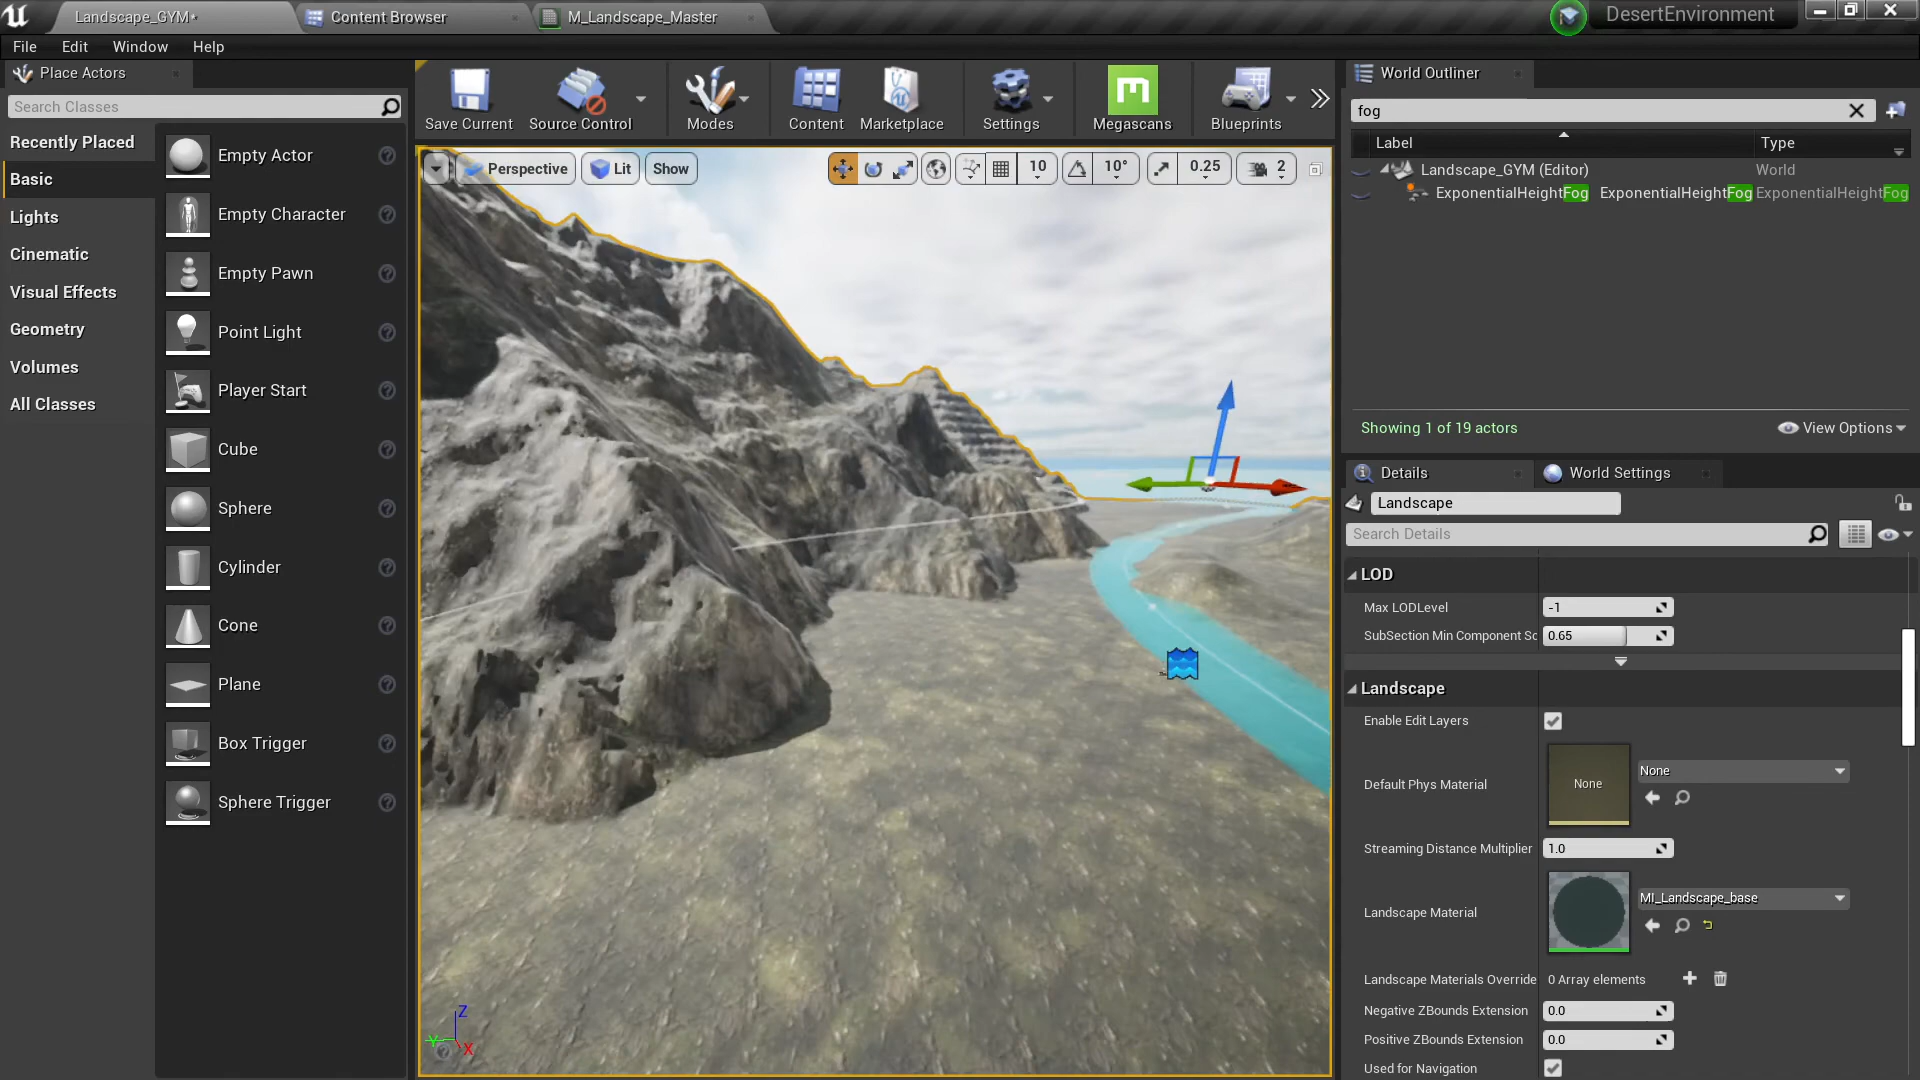 Landscape_GYM*
Content Browser
M_Landscape_Master
DesertEnvironment
File
Edit
Window
Help
Place Actors
Search Classes
Recently Placed
Basic
Lights
Cinematic
Visual Effects
Geometry
Volumes
All Classes
Empty Actor
Empty Character
Empty Pawn
Point Light
Player Start
Cube
Sphere
Cylinder
Cone
Plane
Box Trigger
Sphere Trigger
Save Current
Source Control
Modes
Content
Marketplace
Settings
Megascans
Blueprints
Perspective
Lit
Show
10
10°
0.25
2
Z
Y
X
World Outliner
fog
Label
Type
Landscape_GYM (Editor)
World
ExponentialHeightFog
ExponentialHeightFog
ExponentialHeightFog
Showing 1 of 19 actors
View Options
Details
World Settings
Landscape
Search Details
LOD
Max LODLevel
-1
SubSection Min Component Sc
0.65
Landscape
Enable Edit Layers
Default Phys Material
None
None
Streaming Distance Multiplier
1.0
Landscape Material
MI_Landscape_base
Landscape Materials Override
0 Array elements
Negative ZBounds Extension
0.0
Positive ZBounds Extension
0.0
Used for Navigation